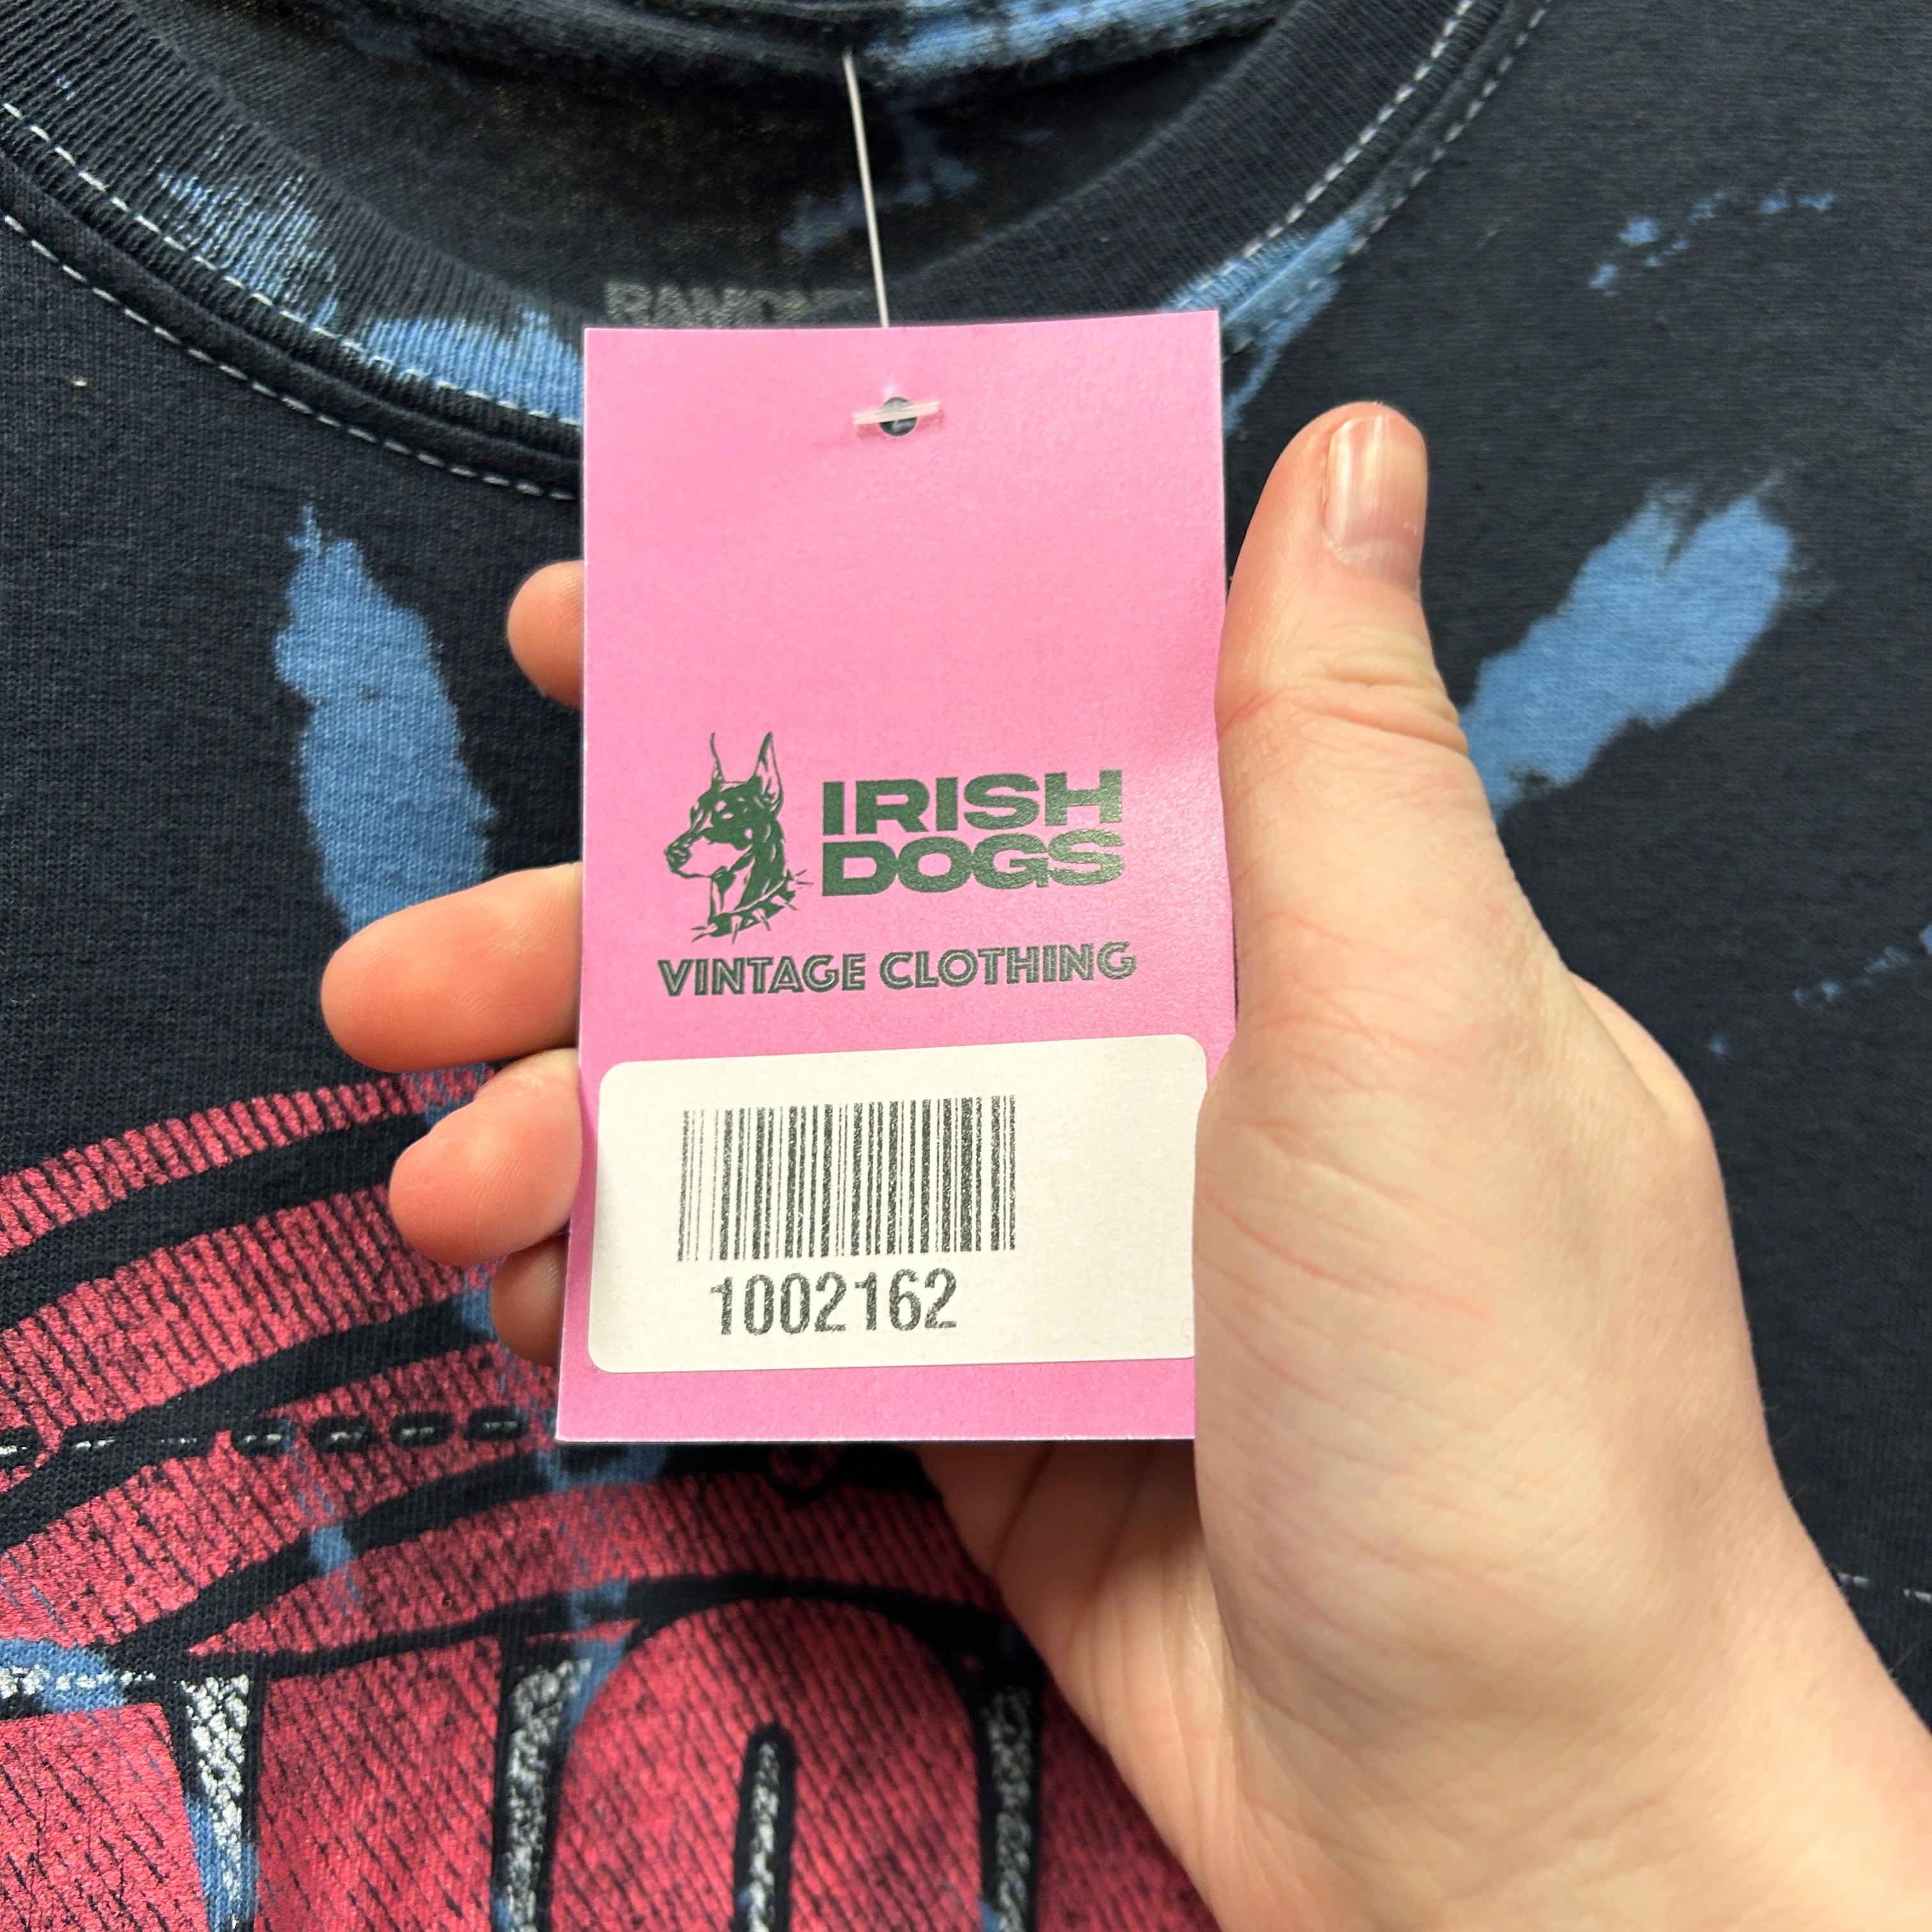 IRISH
DOGS
VINTAGE CLOTHING
1002162